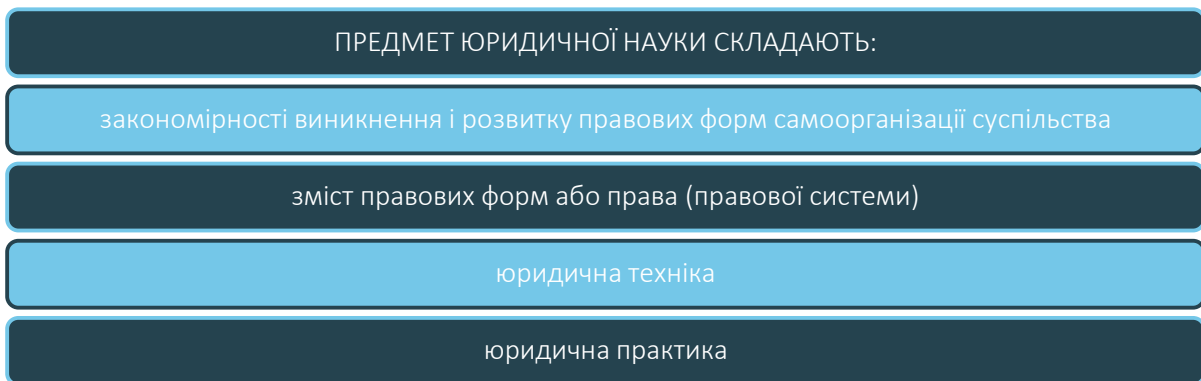 ПРЕДМЕТ ЮРИДИЧНОЇ НАУКИ СКЛАДАЮТЬ:
закономірності виникнення і розвитку правових форм самоорганізації суспільства
зміст правових форм або права (правової системи)
юридична техніка
юридична практика